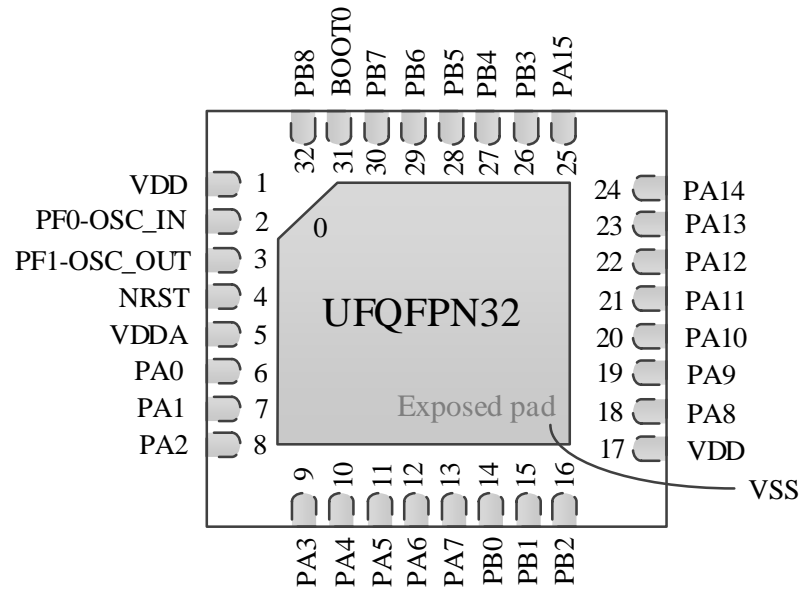 PB8
BOOT0
PB7
PB6
PB5
PB4
PB3
PA15
32
31
30
29
28
27
26
25
VDD 1
PF0-OSC_IN 2
PF1-OSC_OUT 3
NRST 4
VDDA 5
PA0 6
PA1 7
PA2 8
0
UFQFPN32
Exposed pad
24 PA14
23 PA13
22 PA12
21 PA11
20 PA10
19 PA9
18 PA8
17 VDD
VSS
9
10
11
12
13
14
15
16
PA3
PA4
PA5
PA6
PA7
PB0
PB1
PB2